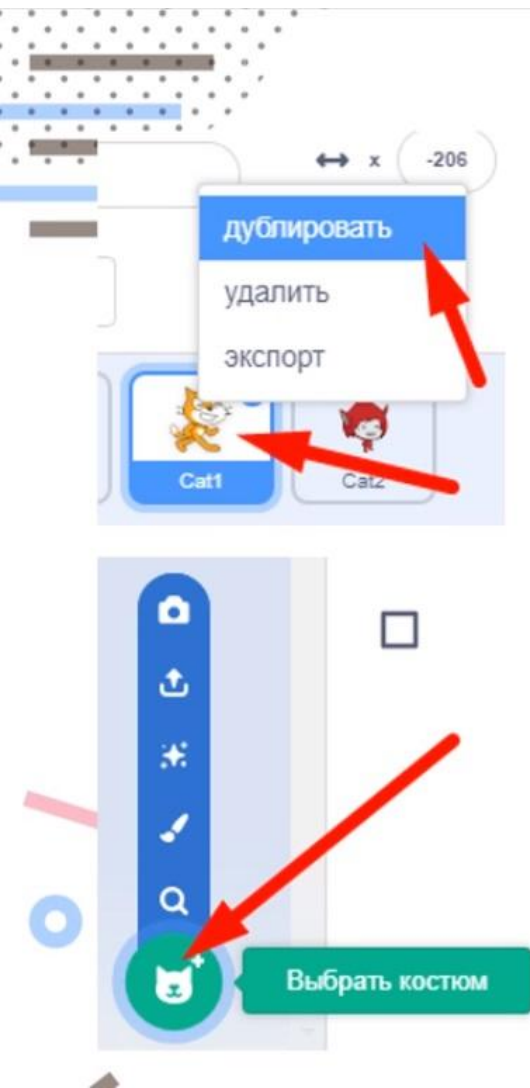 x -206
дублировать
удалить
экспорт
Cat1 Cat2
Выбрать костюм